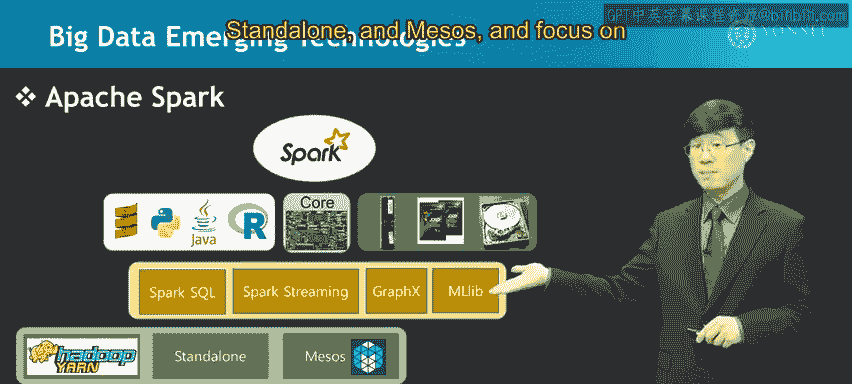 Big Data Emerging Technologies
Standalone, and Mesos, and focus on
YONSEI
❖ Apache Spark
Spark
Java
R
Core
Spark SQL
Spark Streaming
GraphX
MLlib
hadoop
YARN
Standalone
Mesos